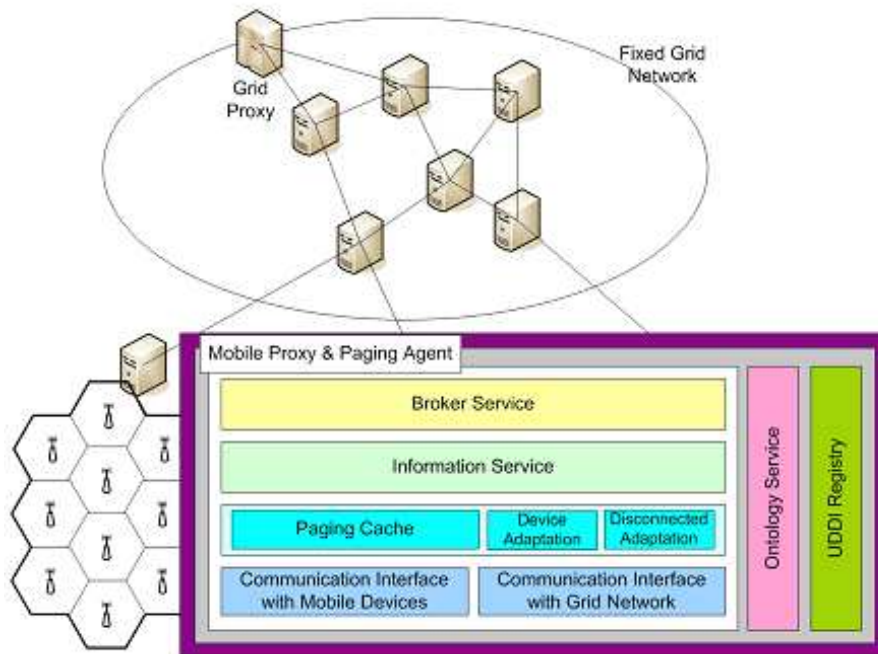 Fixed Grid
Network
Grid
Proxy
Mobile Proxy & Paging Agent
Broker Service
Information Service
Paging Cache
Device
Adaptation
Disconnected
Adaptation
Communication Interface
with Mobile Devices
Communication Interface
with Grid Network
Ontology Service
UDDI Registry